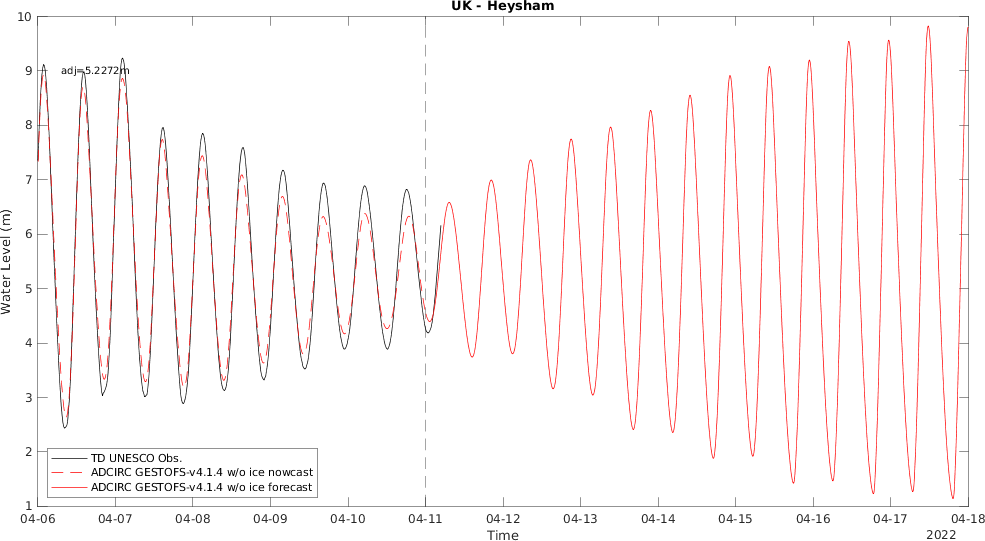 UK - Heysham
10
9
8
7
6
5
4
3
2
1
Water Level (m)
adj=5.2272m
TD UNESCO Obs.
ADCIRC GESTOFS-v4.1.4 w/o ice nowcast
ADCIRC GESTOFS-v4.1.4 w/o ice forecast
04-06 04-07 04-08 04-09 04-10 04-11 04-12 04-13 04-14 04-15 04-16 04-17 04-18
Time
2022